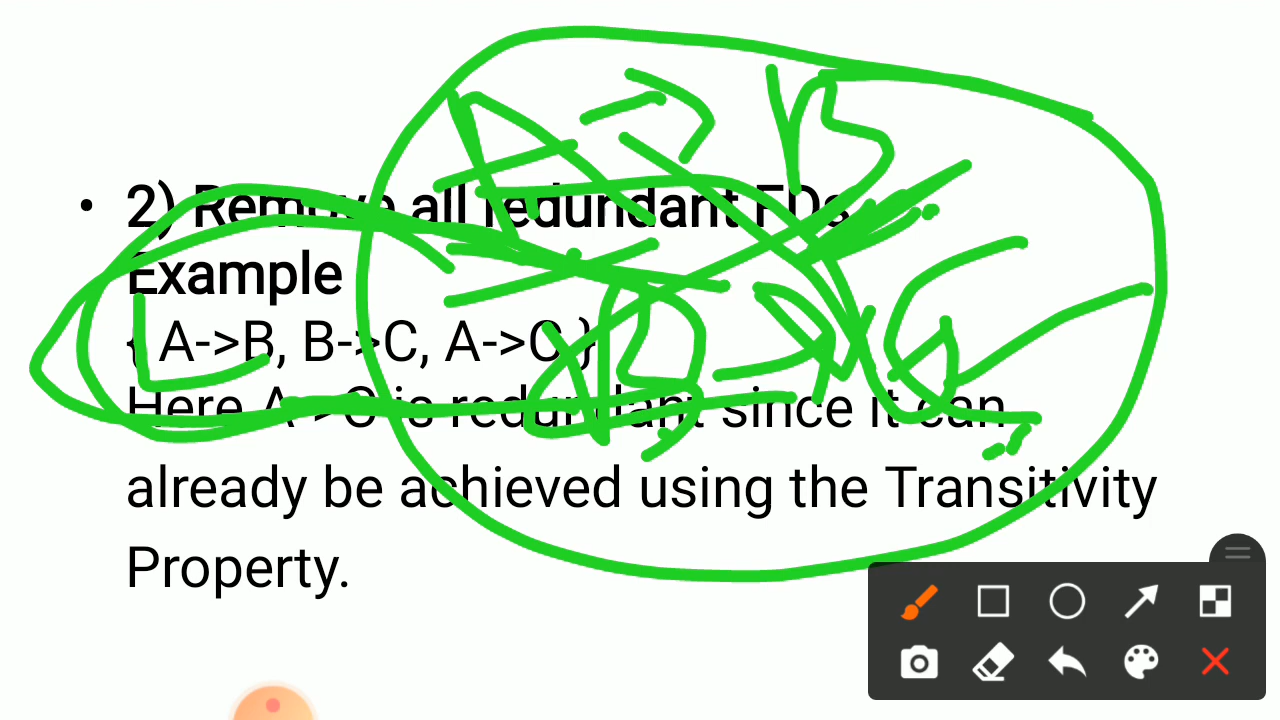 • 2) Remove all redundant FDs
Example
{ A->B, B->C, A->C }
Here A->C is redundant since it can
already be achieved using the Transitivity
Property.
A → B
B → C
L